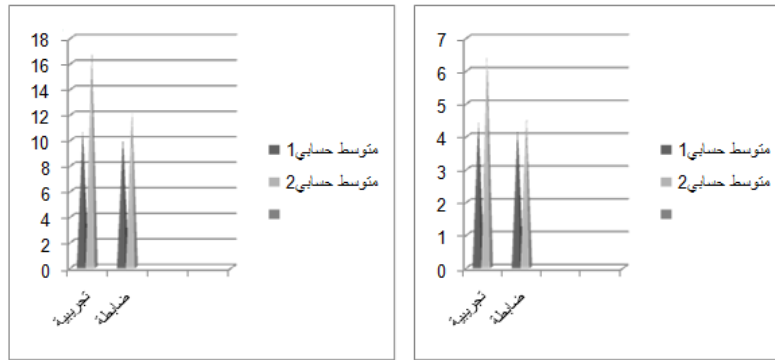 18
16
14
12
10
8
6
4
2
0
تجريبية
ضابطة
متوسط حسابي1
متوسط حسابي2
7
6
5
4
3
2
1
0
تجريبية
ضابطة
متوسط حسابي1
متوسط حسابي2